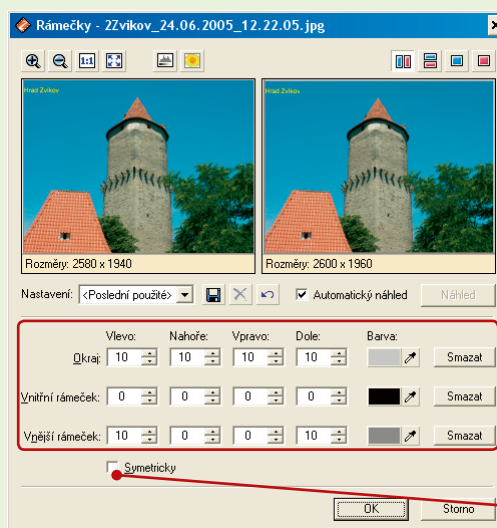 Rámečky - 2Zvikov_24.06.2005_12.22.05.jpg
1:1
Hrad Zvikov
Hrad Zvikov
Rozměry: 2580 x 1940
Rozměry: 2600 x 1960
Nastavení: <Poslední použité> Automatický náhled Náhled
Vlevo: Nahoře: Vpravo: Dole: Barva:
Okraj: 10 10 10 10 Smazat
Vnitřní rámeček: 0 0 0 0 Smazat
Vnější rámeček: 10 0 0 10 Smazat
Symetricky
OK Storno